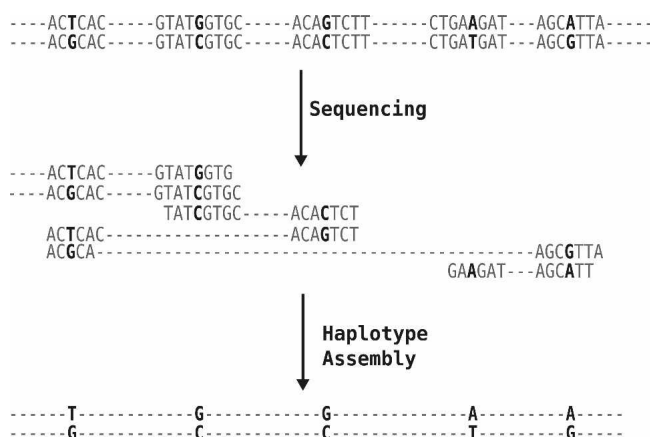 ----ACTCAC-----GTATGGTGC-----ACAGTCTT------CTGAAGAT---AGCATTA-----
----ACGCAC-----GTATCGTGC-----ACACTCTT------CTGATGAT---AGCGTTA-----
Sequencing
----ACTCAC-----GTATGGTG
----ACGCAC-----GTATCGTGC
TATCGTGC-----ACACTCT
ACTCAC-------------------ACAGTCT
ACGCA----------------------------------------------AGCGTTA
GAAGAT---AGCATT
Haplotype
Assembly
------T------------G------------G--------------A---------A-----
------G------------C------------C--------------T---------G-----